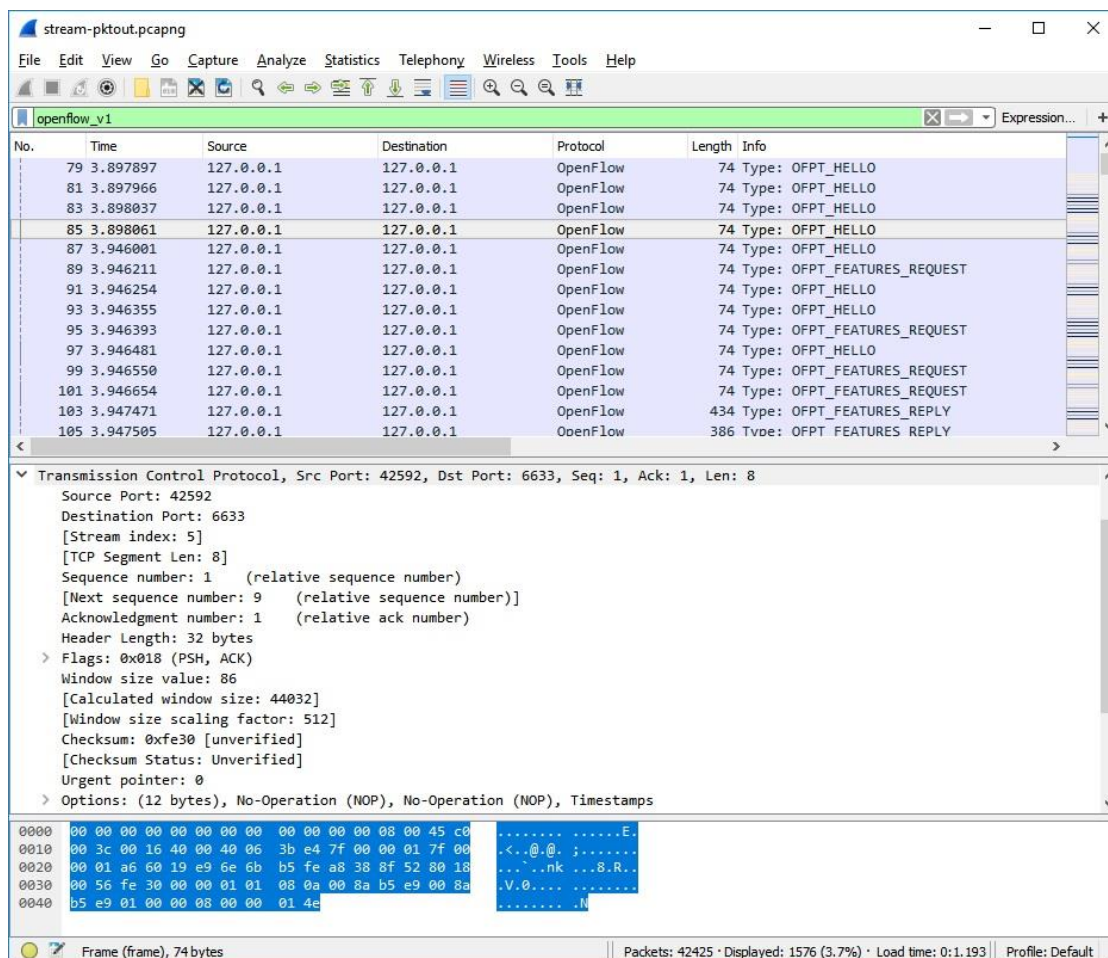 stream-pktout.pcapng
File Edit View Go Capture Analyze Statistics Telephony Wireless Tools Help
openflow_v1 Expression... +
No. Time Source Destination Protocol Length Info
79 3.897897 127.0.0.1 127.0.0.1 OpenFlow 74 Type: OFPT_HELLO
81 3.897966 127.0.0.1 127.0.0.1 OpenFlow 74 Type: OFPT_HELLO
83 3.898037 127.0.0.1 127.0.0.1 OpenFlow 74 Type: OFPT_HELLO
85 3.898061 127.0.0.1 127.0.0.1 OpenFlow 74 Type: OFPT_HELLO
87 3.946001 127.0.0.1 127.0.0.1 OpenFlow 74 Type: OFPT_HELLO
89 3.946211 127.0.0.1 127.0.0.1 OpenFlow 74 Type: OFPT_FEATURES_REQUEST
91 3.946254 127.0.0.1 127.0.0.1 OpenFlow 74 Type: OFPT_HELLO
93 3.946355 127.0.0.1 127.0.0.1 OpenFlow 74 Type: OFPT_HELLO
95 3.946393 127.0.0.1 127.0.0.1 OpenFlow 74 Type: OFPT_FEATURES_REQUEST
97 3.946481 127.0.0.1 127.0.0.1 OpenFlow 74 Type: OFPT_HELLO
99 3.946550 127.0.0.1 127.0.0.1 OpenFlow 74 Type: OFPT_FEATURES_REQUEST
101 3.946654 127.0.0.1 127.0.0.1 OpenFlow 74 Type: OFPT_FEATURES_REQUEST
103 3.947471 127.0.0.1 127.0.0.1 OpenFlow 434 Type: OFPT_FEATURES_REPLY
105 3.947505 127.0.0.1 127.0.0.1 OpenFlow 386 Type: OFPT_FEATURES_REPLY
Transmission Control Protocol, Src Port: 42592, Dst Port: 6633, Seq: 1, Ack: 1, Len: 8
Source Port: 42592
Destination Port: 6633
[Stream index: 5]
[TCP Segment Len: 8]
Sequence number: 1 (relative sequence number)
[Next sequence number: 9 (relative sequence number)]
Acknowledgment number: 1 (relative ack number)
Header Length: 32 bytes
> Flags: 0x018 (PSH, ACK)
Window size value: 86
[Calculated window size: 44032]
[Window size scaling factor: 512]
Checksum: 0xfe30 [unverified]
[Checksum Status: Unverified]
Urgent pointer: 0
> Options: (12 bytes), No-Operation (NOP), No-Operation (NOP), Timestamps
0000 00 00 00 00 00 00 00 00 00 00 00 00 08 00 45 c0 ........ ......E.
0010 00 3c 00 16 40 00 40 06 3b e4 7f 00 00 01 7f 00 .<..@.@. ;.......
0020 00 01 a6 60 19 e9 6e 6b b5 fe a8 38 8f 52 80 18 ...`..nk ...8.R..
0030 00 56 fe 30 00 00 01 01 08 0a 00 8a b5 e9 00 8a .V.0.... ........
0040 b5 e9 01 00 00 08 00 00 01 4e ........ .N
Frame (frame), 74 bytes Packets: 42425 · Displayed: 1576 (3.7%) · Load time: 0:1.193 Profile: Default